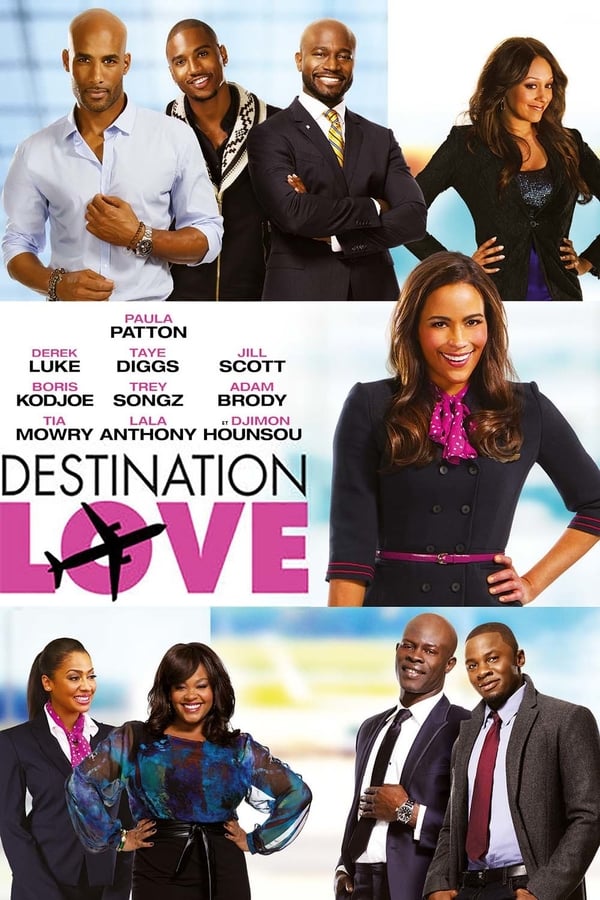 PAULA
PATTON
DEREK TAYE JILL
LUKE DIGGS SCOTT
BORIS TREY ADAM
KODJOE SONGZ BRODY
TIA LALA ET DJIMON
MOWRY ANTHONY HOUNSOU
DESTINATION
LOVE